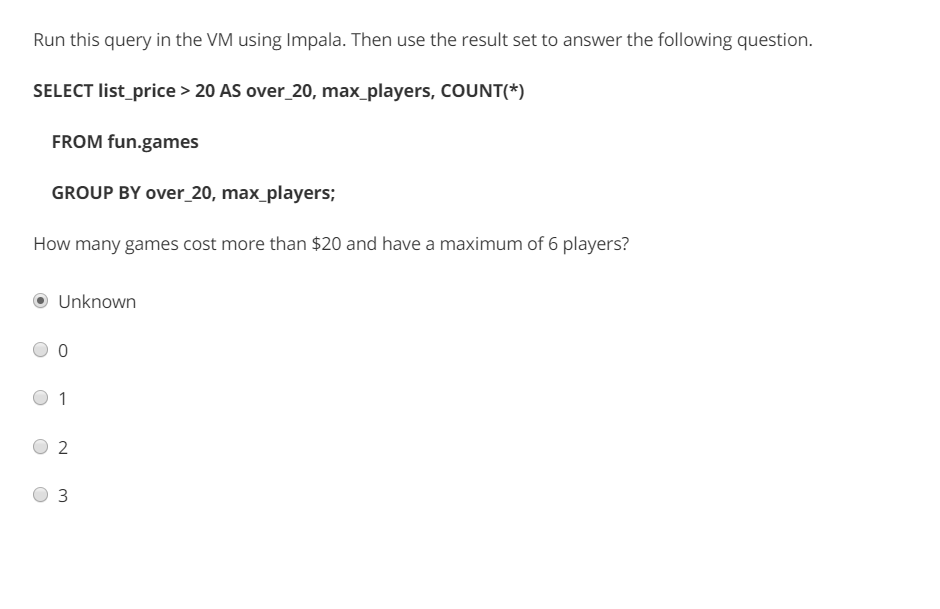 Run this query in the VM using Impala. Then use the result set to answer the following question.
SELECT list_price > 20 AS over_20, max_players, COUNT(*)
FROM fun.games
GROUP BY over_20, max_players;
How many games cost more than $20 and have a maximum of 6 players?
Unknown
0
1
2
3